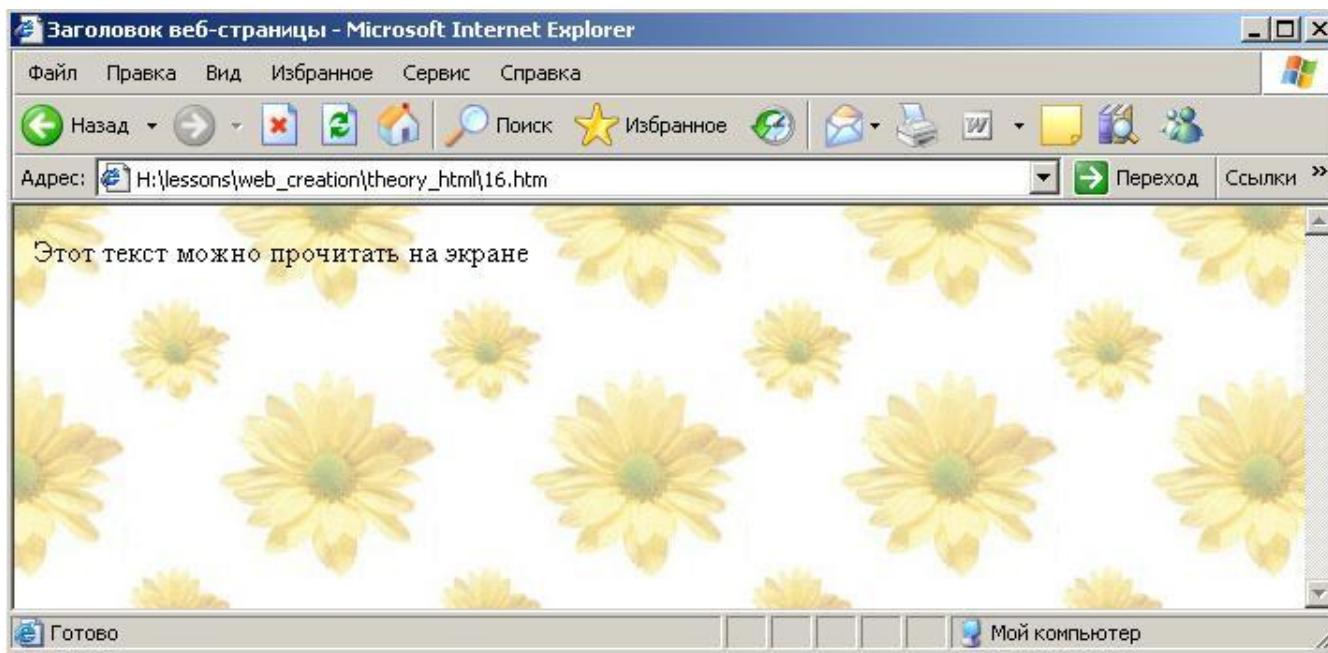 Заголовок веб-страницы - Microsoft Internet Explorer
Файл Правка Вид Избранное Сервис Справка
Назад Поиск Избранное W
Адрес: H:\lessons\web_creation\theory_html\16.htm Переход Ссылки »
Этот текст можно прочитать на экране
Готово Мой компьютер